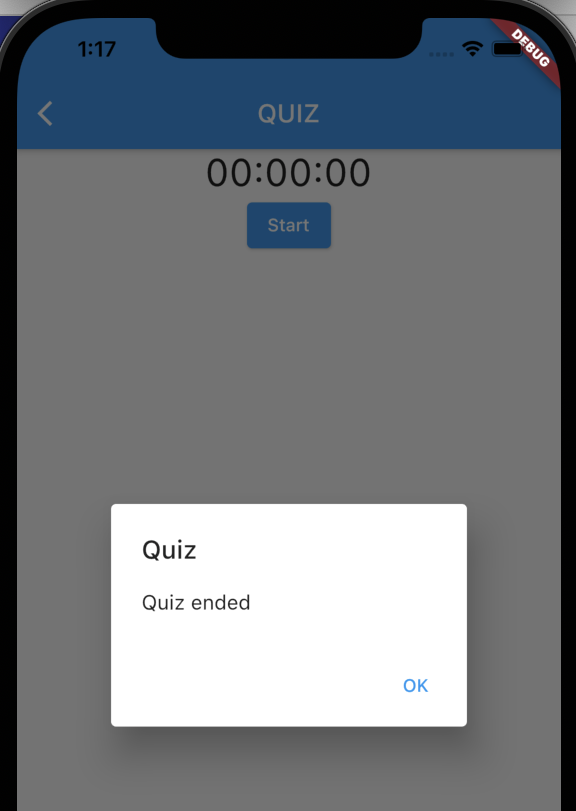 1:17
DEBUG
QUIZ
00:00:00
Start
Quiz
Quiz ended
OK